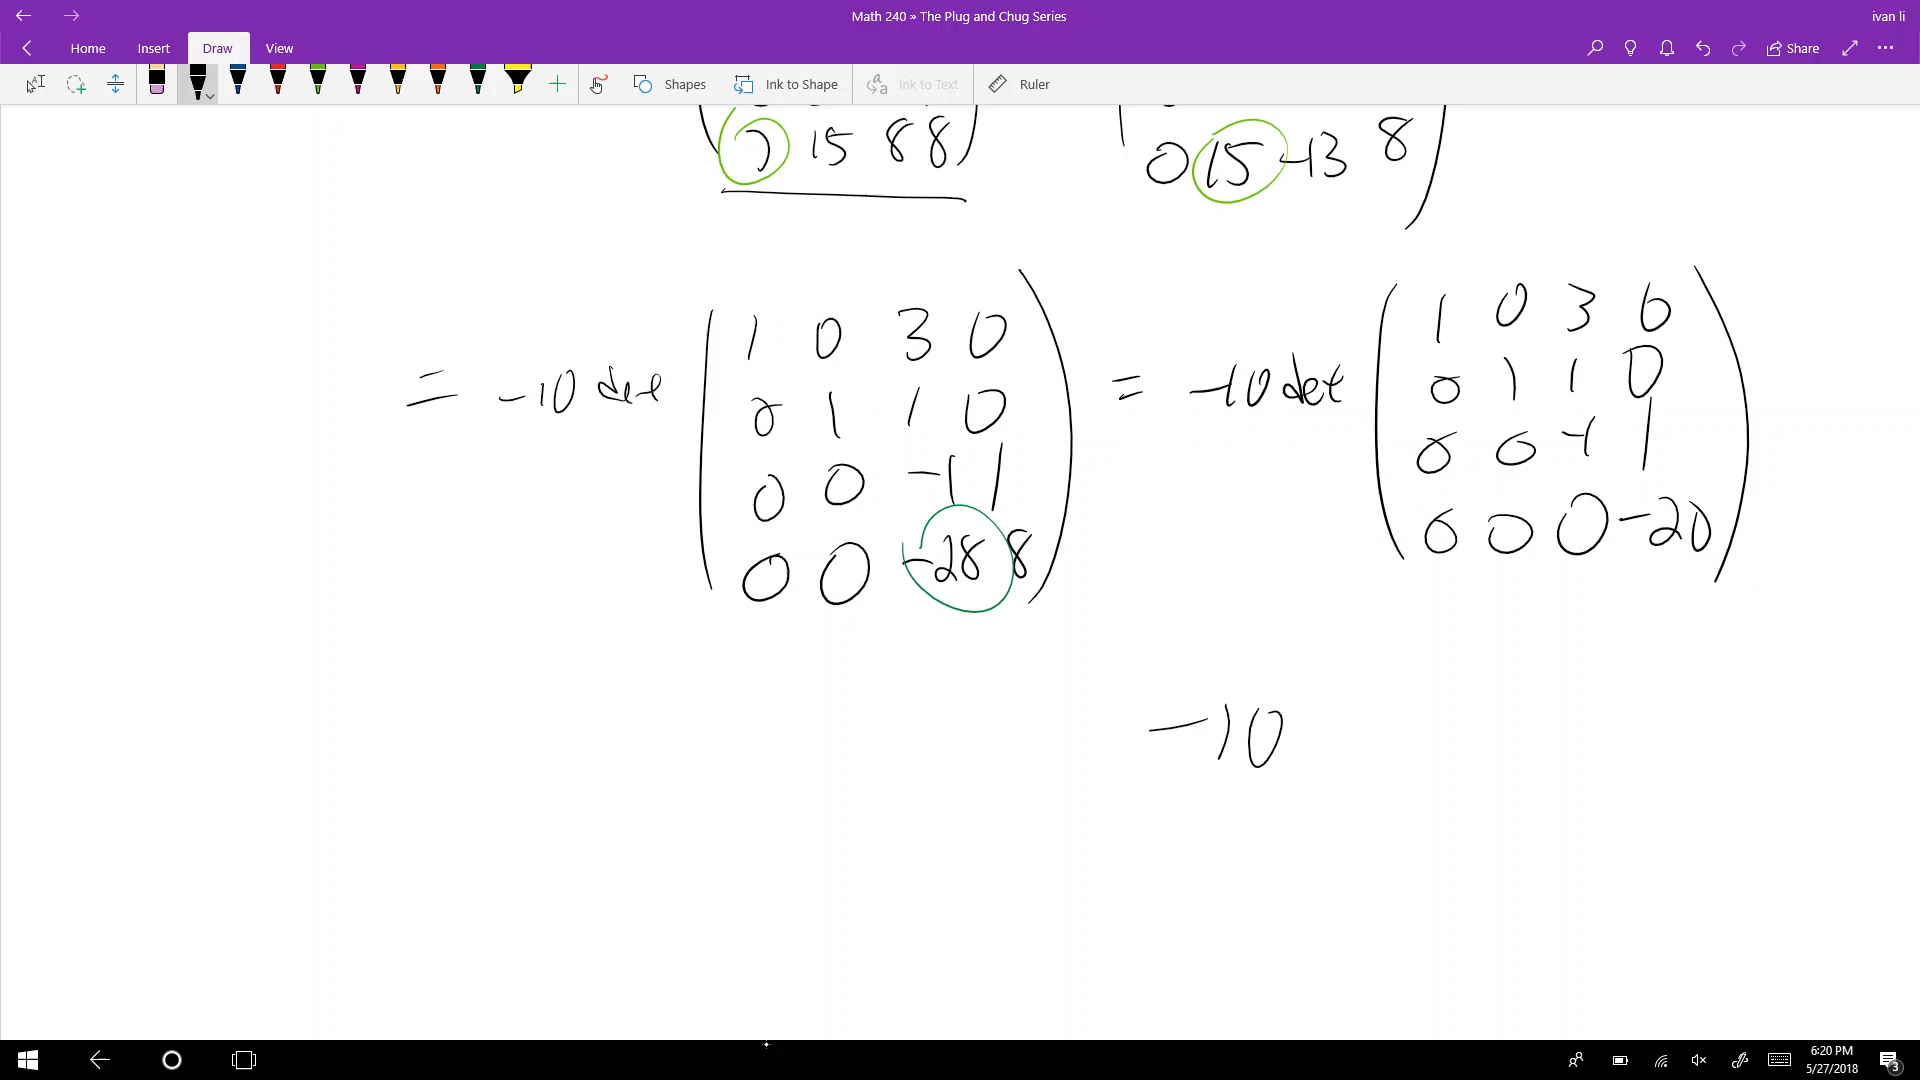 Math 240 » The Plug and Chug Series
ivan li
Home Insert Draw View
Share
Shapes Ink to Shape Ink to Text Ruler
0 15 8 8
0 15 -13 8
1 0 3 0
0 1 1 0
0 0 -1 1
0 0 -28 8
= -10 det
= -10 det
1 0 3 0
0 1 1 0
0 0 -1 1
0 0 0 -20
-10
6:20 PM
5/27/2018
3